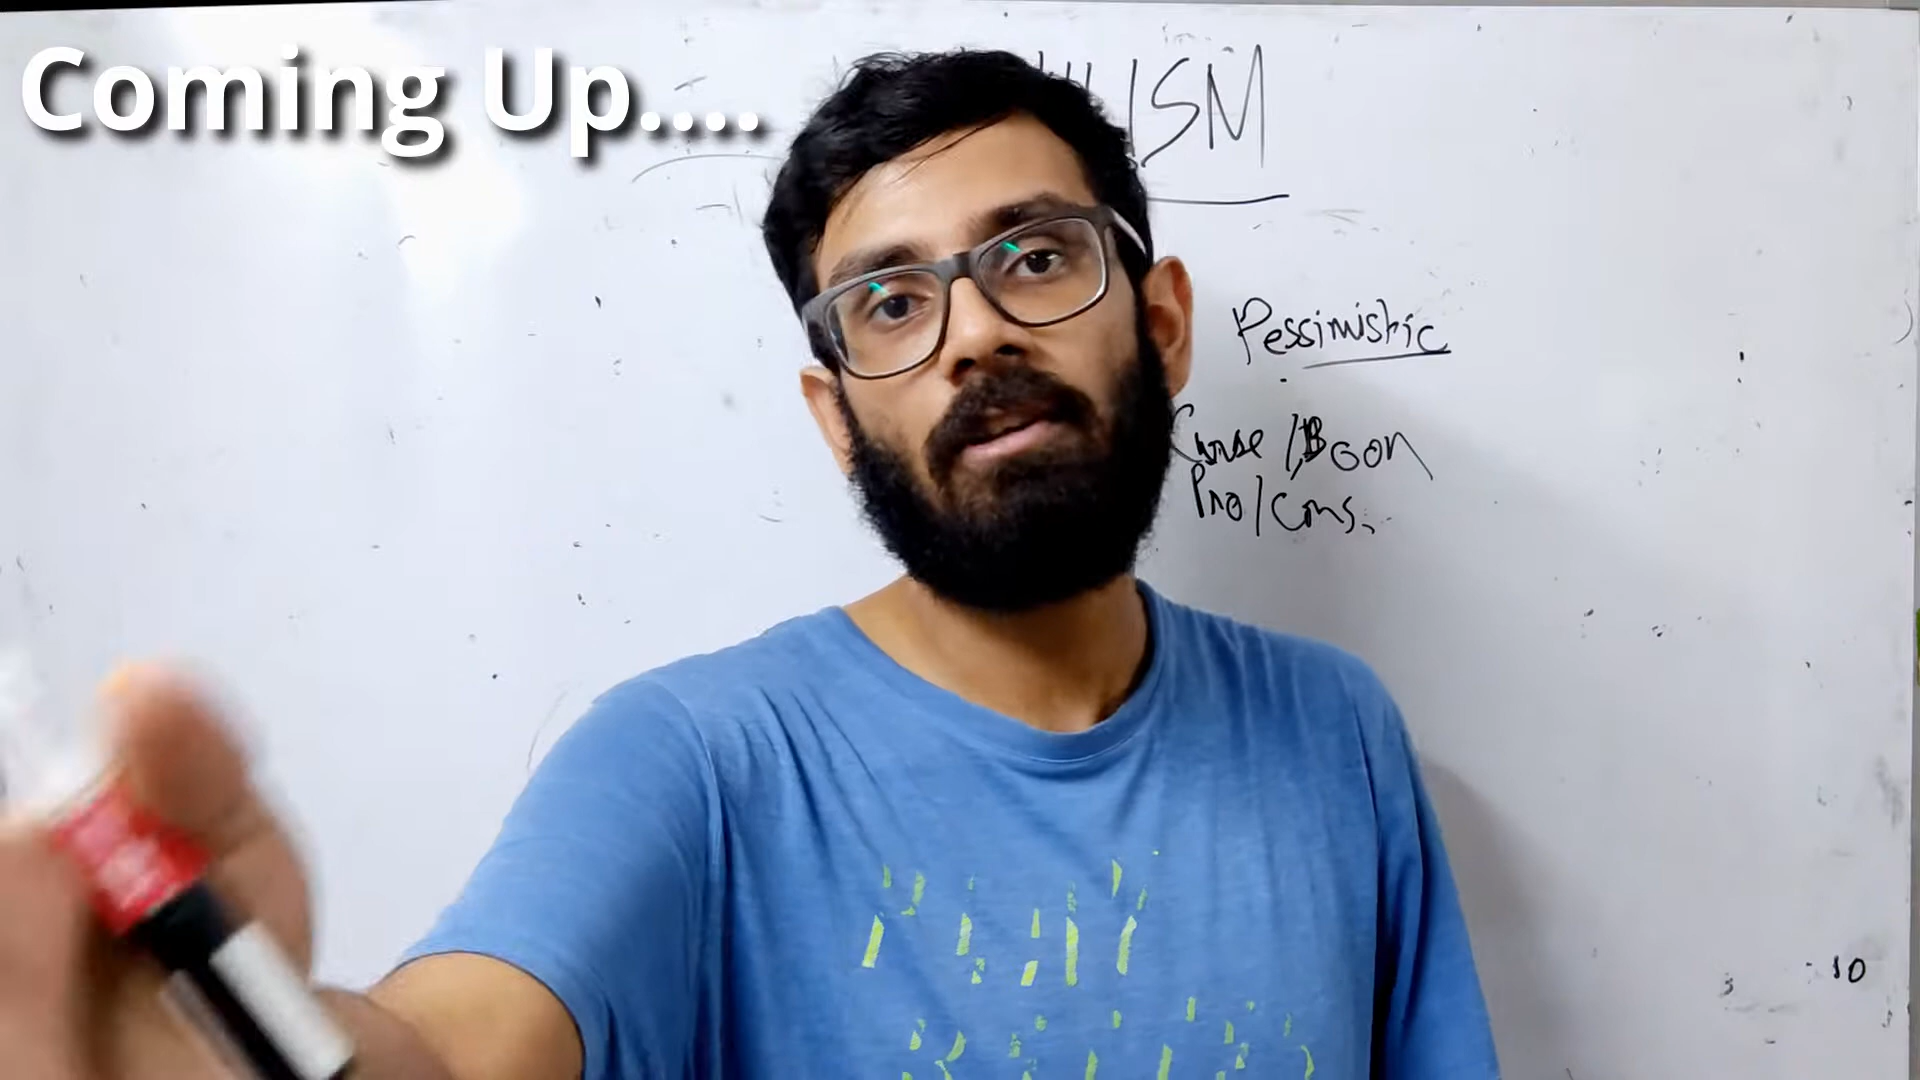 Coming Up....
ISM
Pessimistic
Curse / Boon
Pro/Cons.
10